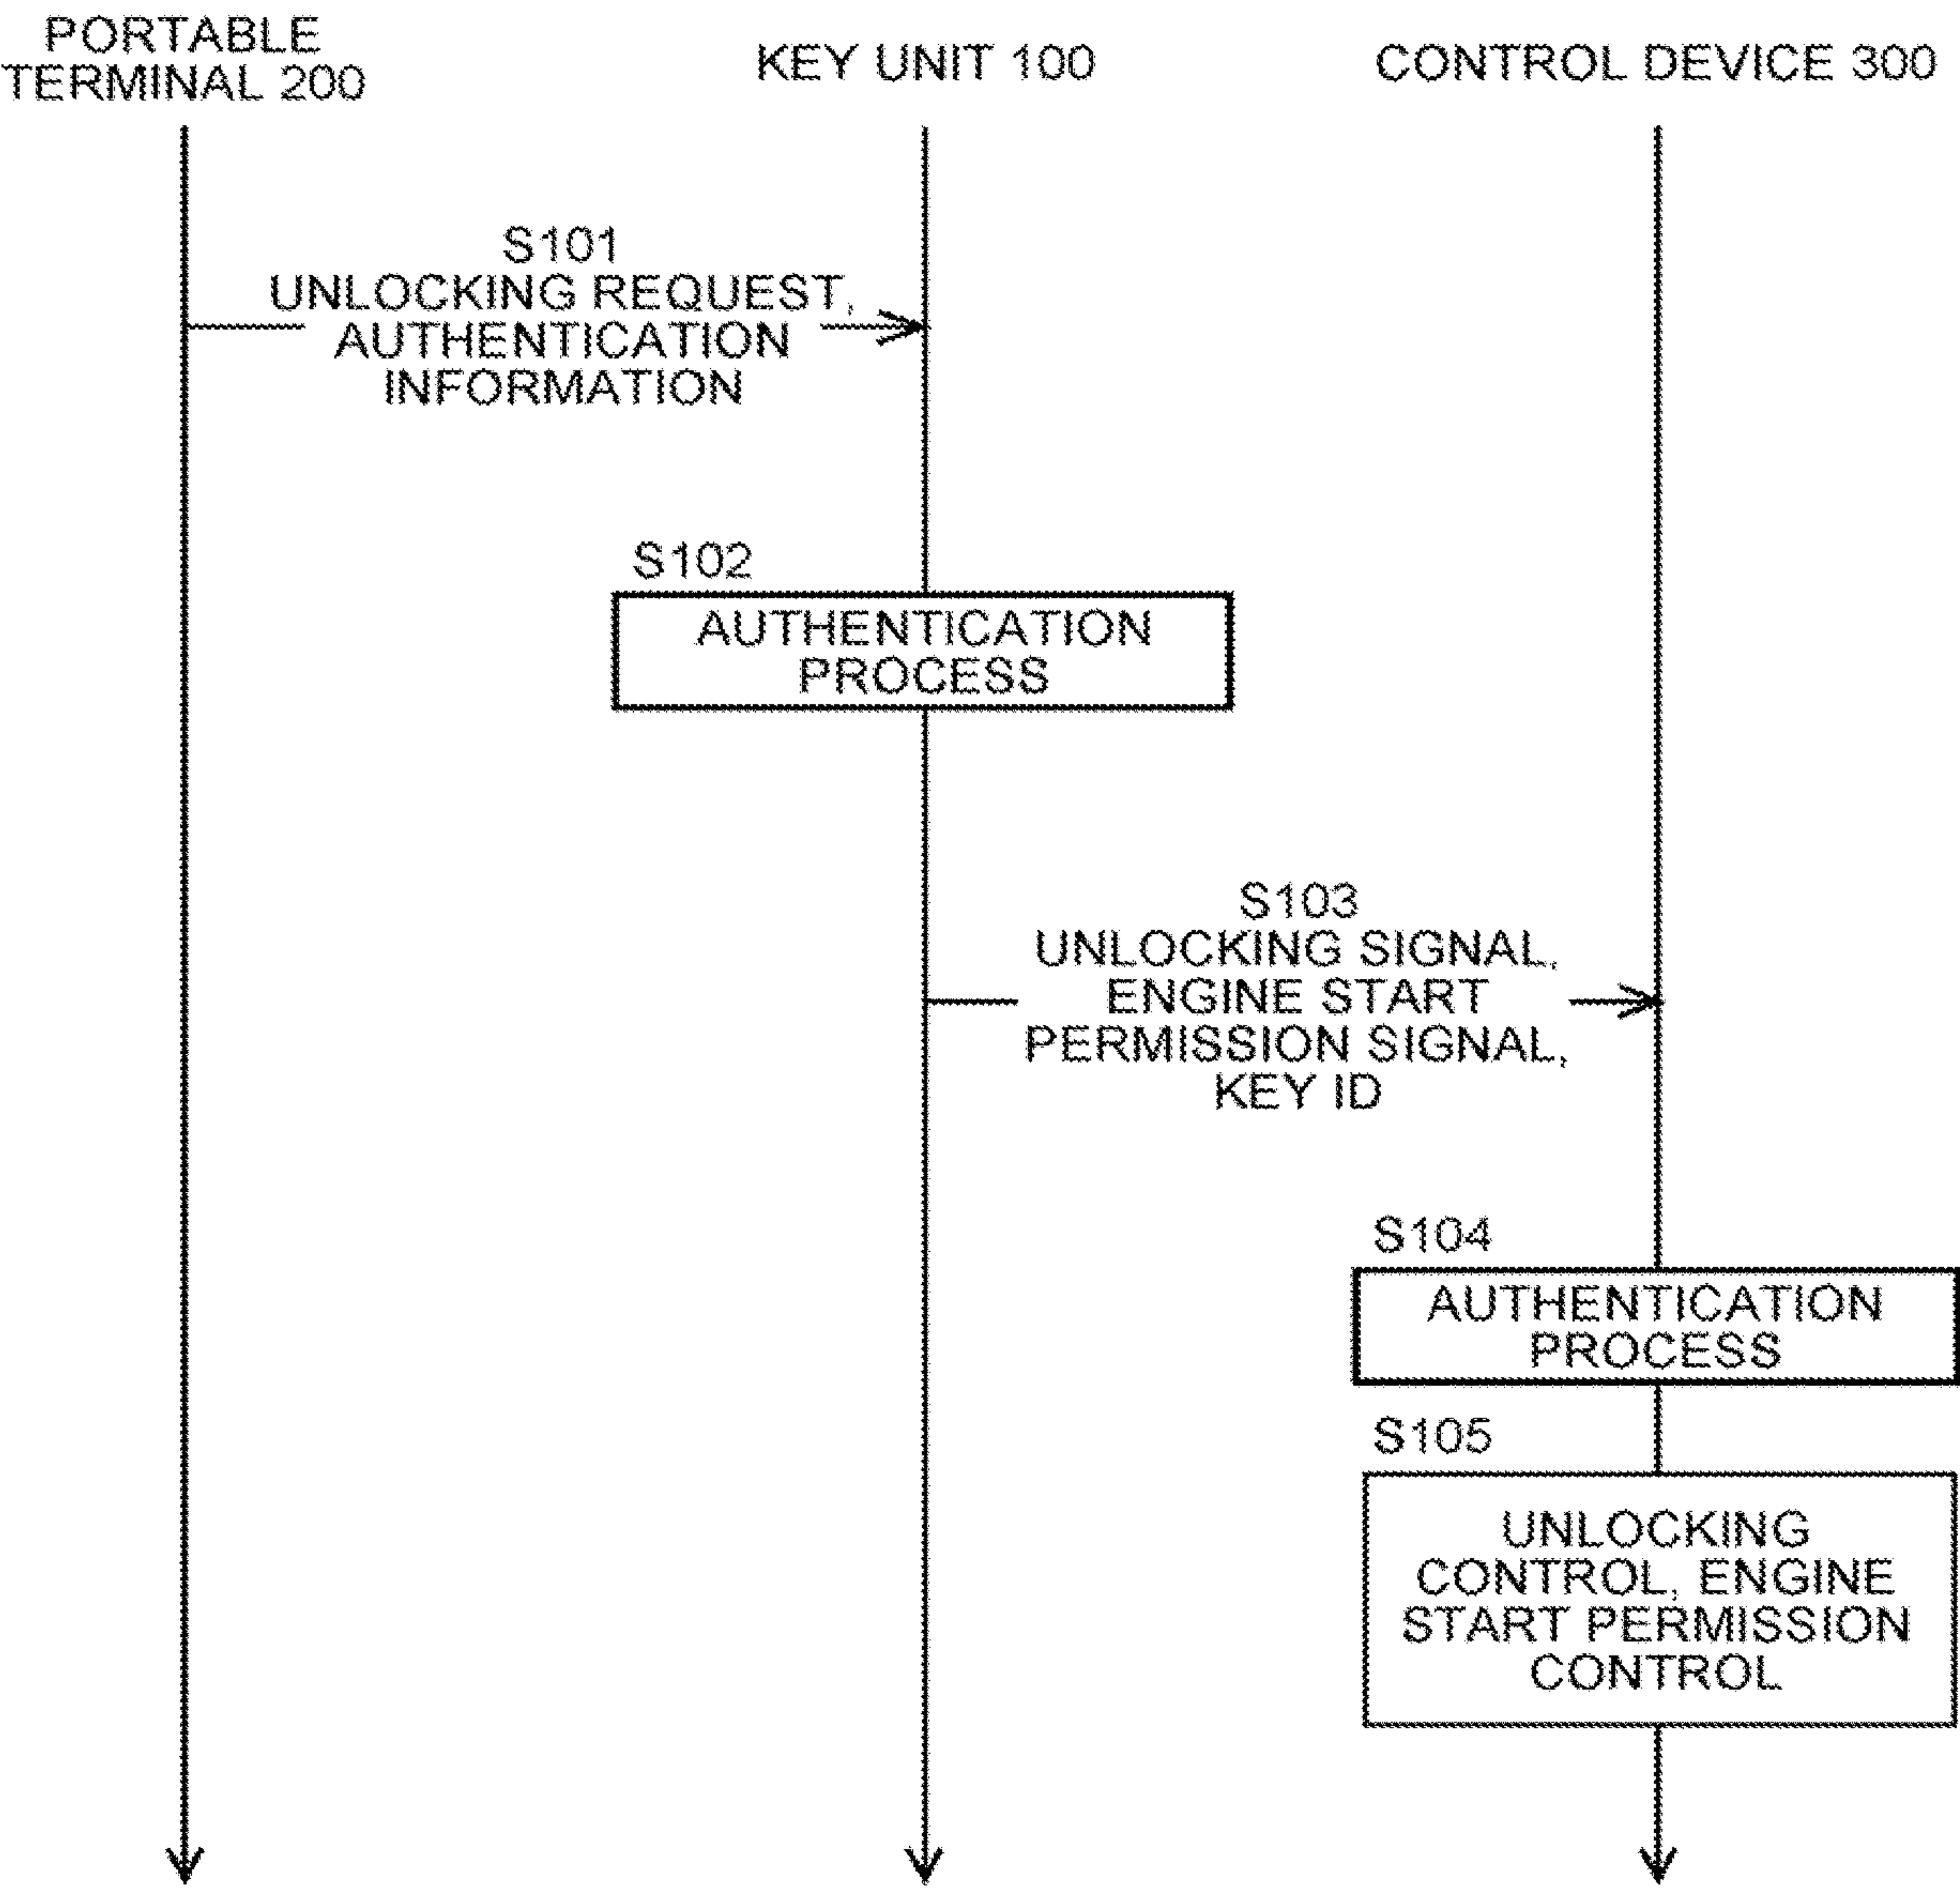 PORTABLE
TERMINAL 200
KEY UNIT 100
CONTROL DEVICE 300
S101
UNLOCKING REQUEST,
AUTHENTICATION
INFORMATION
S102
AUTHENTICATION
PROCESS
S103
UNLOCKING SIGNAL,
ENGINE START
PERMISSION SIGNAL,
KEY ID
S104
AUTHENTICATION
PROCESS
S105
UNLOCKING
CONTROL, ENGINE
START PERMISSION
CONTROL